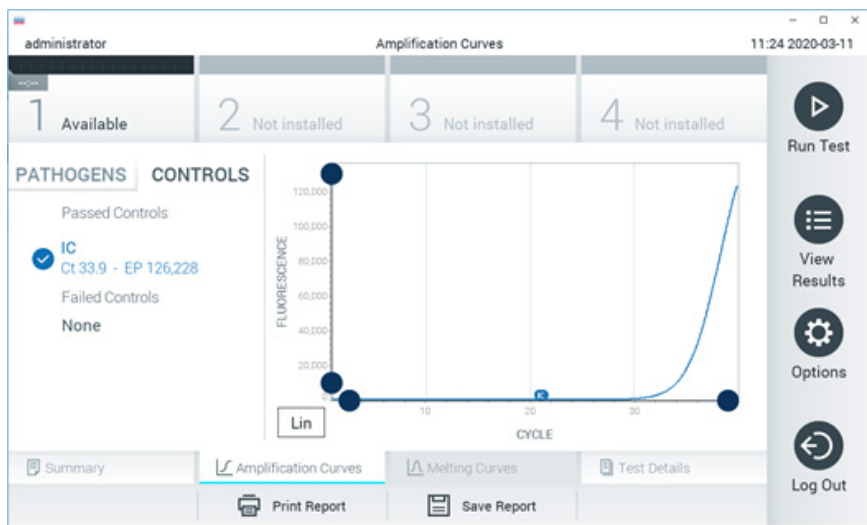 administrator
Amplification Curves
11:24 2020-03-11
--:--
1 Available
2 Not installed
3 Not installed
4 Not installed
Run Test
View
Results
Options
Log Out
PATHOGENS
CONTROLS
Passed Controls
IC
Ct 33.9 - EP 126,228
Failed Controls
None
FLUORESCENCE
120,000
100,000
80,000
60,000
40,000
20,000
0
IC
10
20
30
CYCLE
Lin
Summary
Amplification Curves
Melting Curves
Test Details
Print Report
Save Report